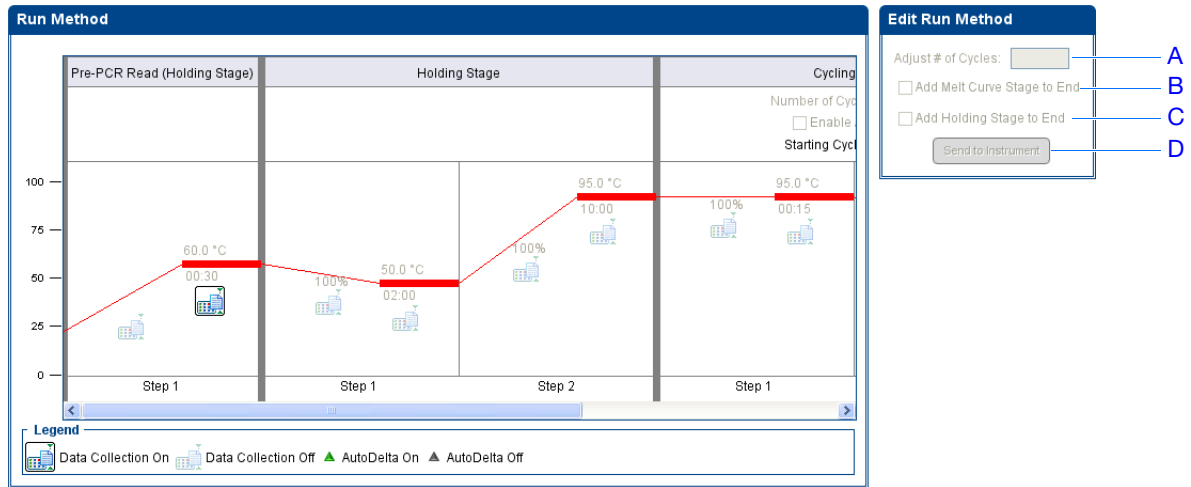 Run Method
Edit Run Method
Pre-PCR Read (Holding Stage)
Holding Stage
Cycling
Number of Cyc
Enable
Starting Cycl
100
75
50
25
0
60.0 °C
00:30
100%
50.0 °C
02:00
100%
95.0 °C
10:00
100%
95.0 °C
00:15
Step 1
Step 1
Step 2
Step 1
Legend
Data Collection On Data Collection Off AutoDelta On AutoDelta Off
Adjust # of Cycles: A
Add Melt Curve Stage to End B
Add Holding Stage to End C
Send to Instrument D